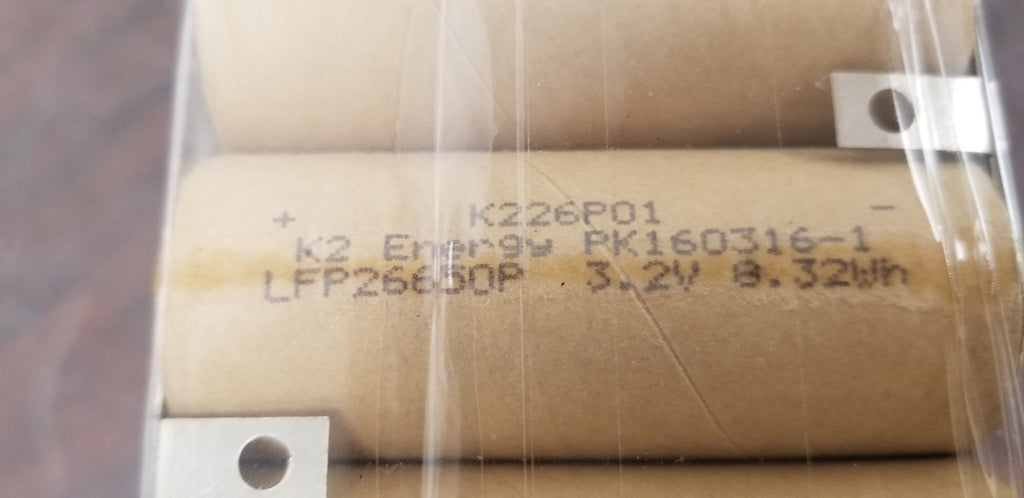 + K226P01 -
K2 Energy PK160316-1
LFP26650P 3.2V 8.32Wh